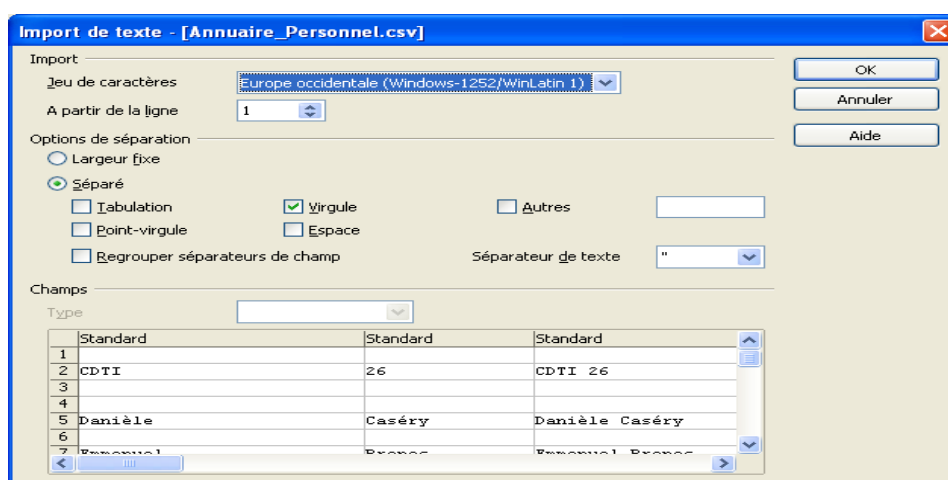 Import de texte - [Annuaire_Personnel.csv]
Import
Jeu de caractères Europe occidentale (Windows-1252/WinLatin 1) OK
A partir de la ligne 1 Annuler
Options de séparation Aide
Largeur fixe
Séparé
Tabulation Virgule Autres
Point-virgule Espace
Regrouper séparateurs de champ Séparateur de texte "
Champs
Type
Standard Standard Standard
1
2 CDTI 26 CDTI 26
3
4
5 Danièle Caséry Danièle Caséry
6
7 Emmanuel